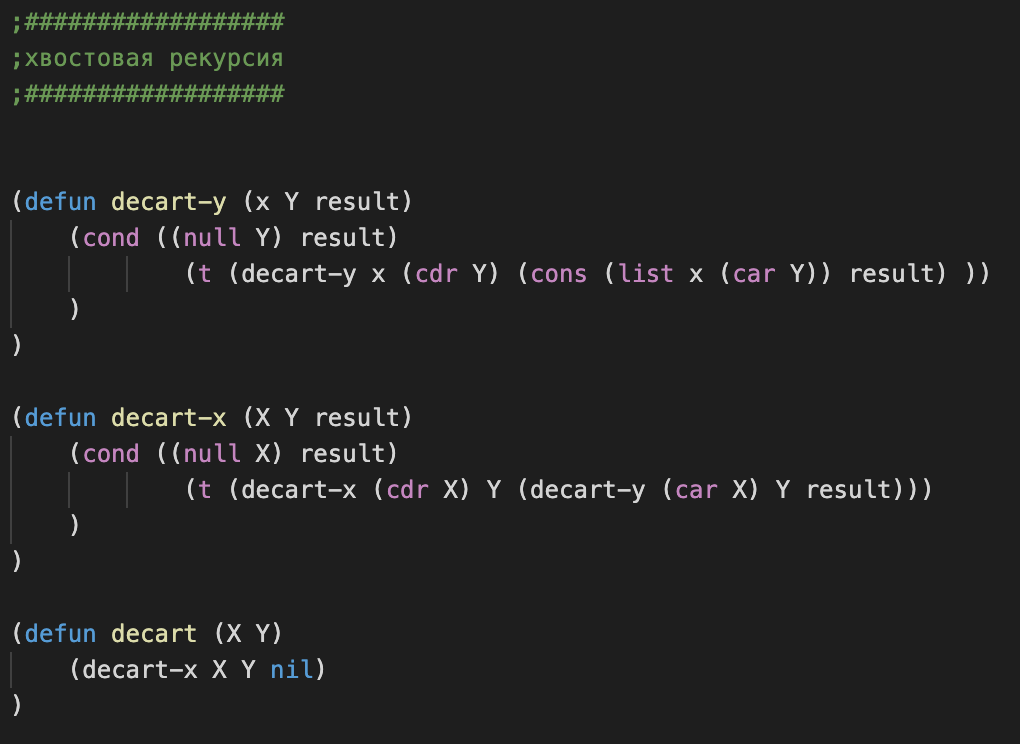 ;##################
;хвостовая рекурсия
;##################
(defun decart-y (x Y result)
    (cond ((null Y) result)
            (t (decart-y x (cdr Y) (cons (list x (car Y)) result) ))
    )
)
(defun decart-x (X Y result)
    (cond ((null X) result)
            (t (decart-x (cdr X) Y (decart-y (car X) Y result)))
    )
)
(defun decart (X Y)
    (decart-x X Y nil)
)